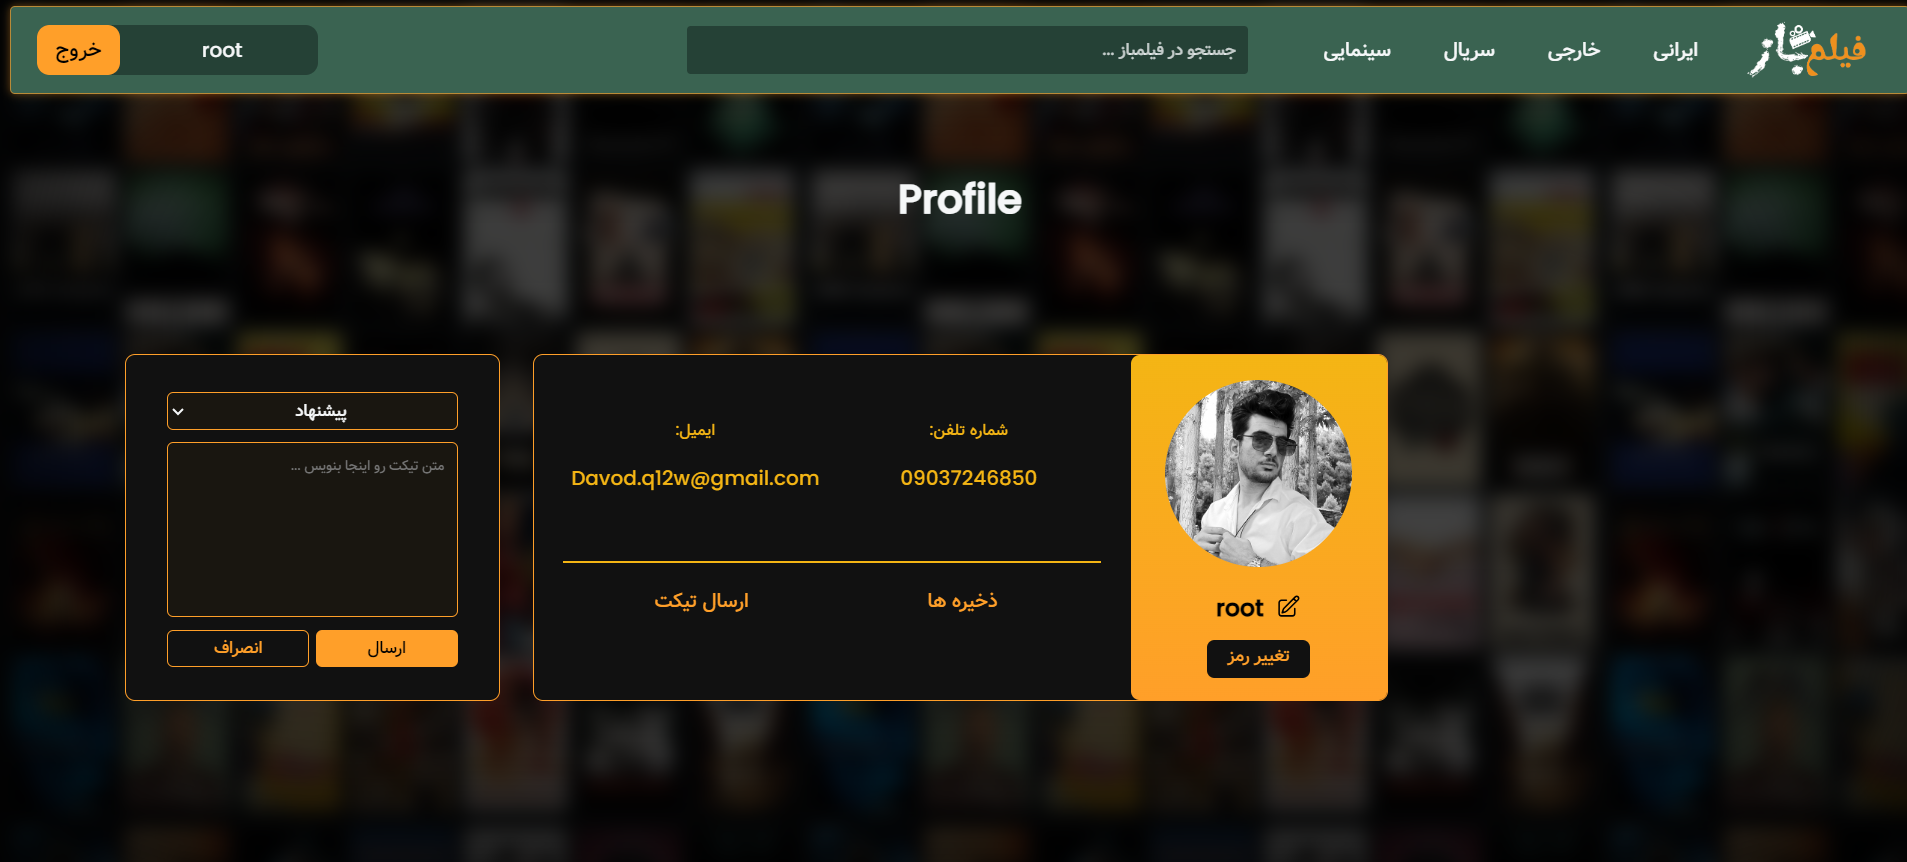 فیلم باز
ایرانی
خارجی
سریال
سینمایی
جستجو در فیلمباز ...
root
خروج
Profile
root
تغییر رمز
شماره تلفن:
09037246850
ایمیل:
Davod.q12w@gmail.com
ذخیره ها
ارسال تیکت
پیشنهاد
متن تیکت رو اینجا بنویس ...
ارسال
انصراف